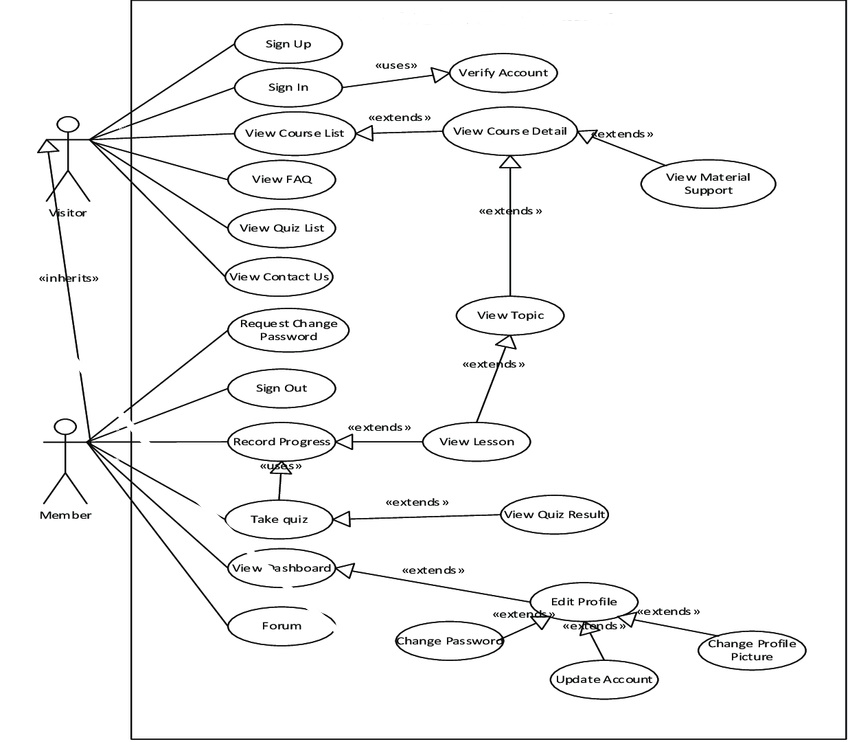 Sign Up
«uses»
Verify Account
Sign In
«extends»
View Course List
View Course Detail
«extends»
View Material
Support
View FAQ
Visitor
«extends»
View Quiz List
«inherits»
View Contact Us
Request Change
Password
View Topic
«extends»
Sign Out
«extends»
Record Progress
View Lesson
«uses»
«extends»
Member
Take quiz
View Quiz Result
View Dashboard
«extends»
Edit Profile
«extends»
«extends»
«extends»
Forum
Change Password
Change Profile
Picture
Update Account